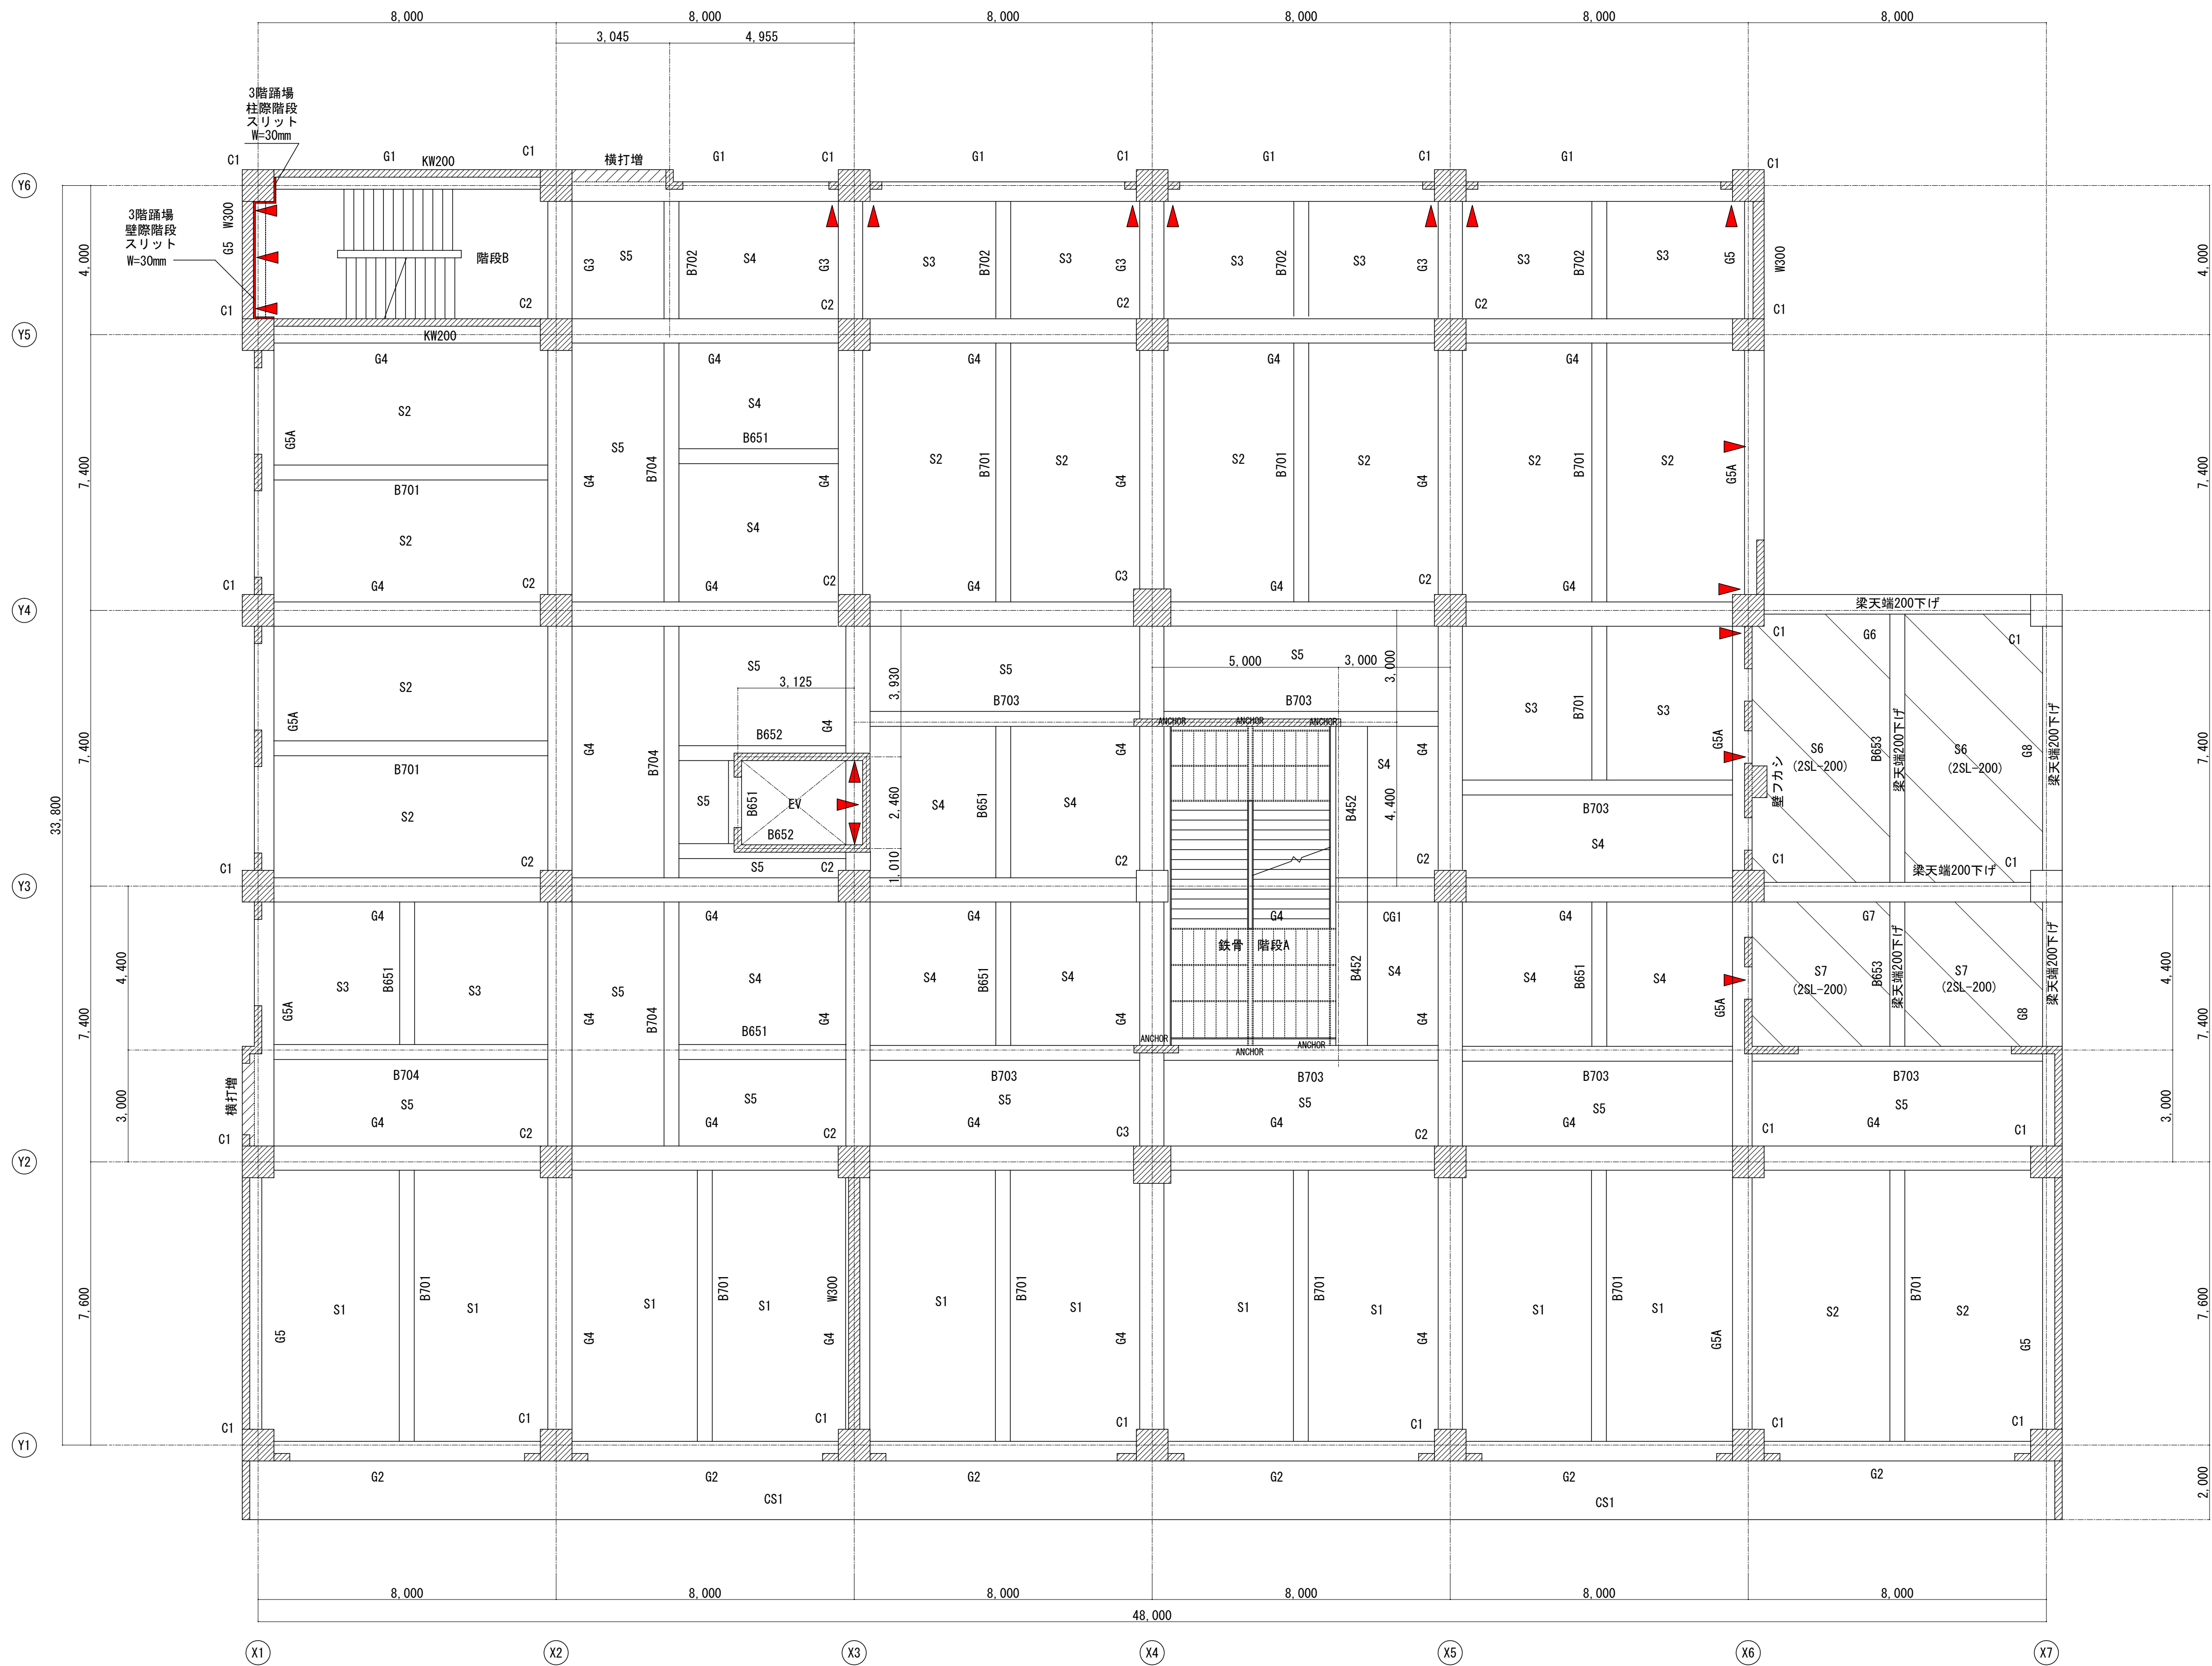 8,000 8,000 8,000 8,000 8,000 8,000
3,045 4,955
3階踊場
柱際階段
スリット
W=30mm
C1 G1 KW200 C1 横打増 G1 C1 G1 C1 G1 C1 G1 C1
Y6
3階踊場
壁際階段
スリット
W=30mm
W300
G5
4,000
階段B
G3 S5 B702 S4 G3 S3 B702 S3 G3 S3 B702 S3 G3 S3 B702 S3 G5 W300
4,000
C1 C2 C2 C2 C2 C1
Y5
KW200
G4 G4 G4 G4 G4
S2 S4
G5A S5 B651
7,400
B704 G4 G4 S2 B701 S2 G4 S2 B701 S2 G4 S2 B701 S2 G5A
7,400
B701
S2 S4
C1 G4 C2 G4 C2 G4 C3 G4 C2 G4
Y4
梁天端200下げ
C1 G6 C1
S5 S5 5,000 S5 3,000
3,125 3,930 3,000
S2
G5A B703 B703 S3 B701 S3
G4 B652 G4 G4 G4 G5A
7,400
B704
S6
(2SL-200)
B653
梁天端200下げ
S6
(2SL-200)
G8
梁天端200下げ
7,400
B701
33,800
S5 B651 EV 2,460 S4 B651 S4 S4 B452 4,400
壁フカシ
S2 B652 B703
S4
C1 C2 S5 C2 1,010 C2 C2 C1 C1
梁天端200下げ
Y3
G4 G4 G4 G4 CG1 G4 G7
鉄骨 階段A
4,400
S3 B651 S3 S5 S4 S4 B651 S4 B452 S4 S4 B651 S4
S7
(2SL-200)
B653
梁天端200下げ
S7
(2SL-200)
梁天端200下げ
4,400
G5A G4 B704 B651 G4 G4 G4 G5A G8
7,400 7,400
ANCHOR ANCHOR ANCHOR
ANCHOR ANCHOR ANCHOR
B704 B703 B703 B703 B703
横打増
3,000
S5 S5 S5 S5 S5 S5
3,000
C1 G4 C2 G4 C2 G4 C3 G4 C2 G4 C1 G4 C1
Y2
7,600
S1 B701 S1 S1 B701 S1 W300 S1 B701 S1 S1 B701 S1 S1 B701 S1 S2 B701 S2
7,600
G5 G4 G4 G4 G4 G5A G5
C1 C1 C1 C1 C1 C1 C1
Y1
G2 G2 G2 G2 G2 G2
2,000
CS1 CS1
8,000 8,000 8,000 8,000 8,000 8,000
48,000
X1 X2 X3 X4 X5 X6 X7